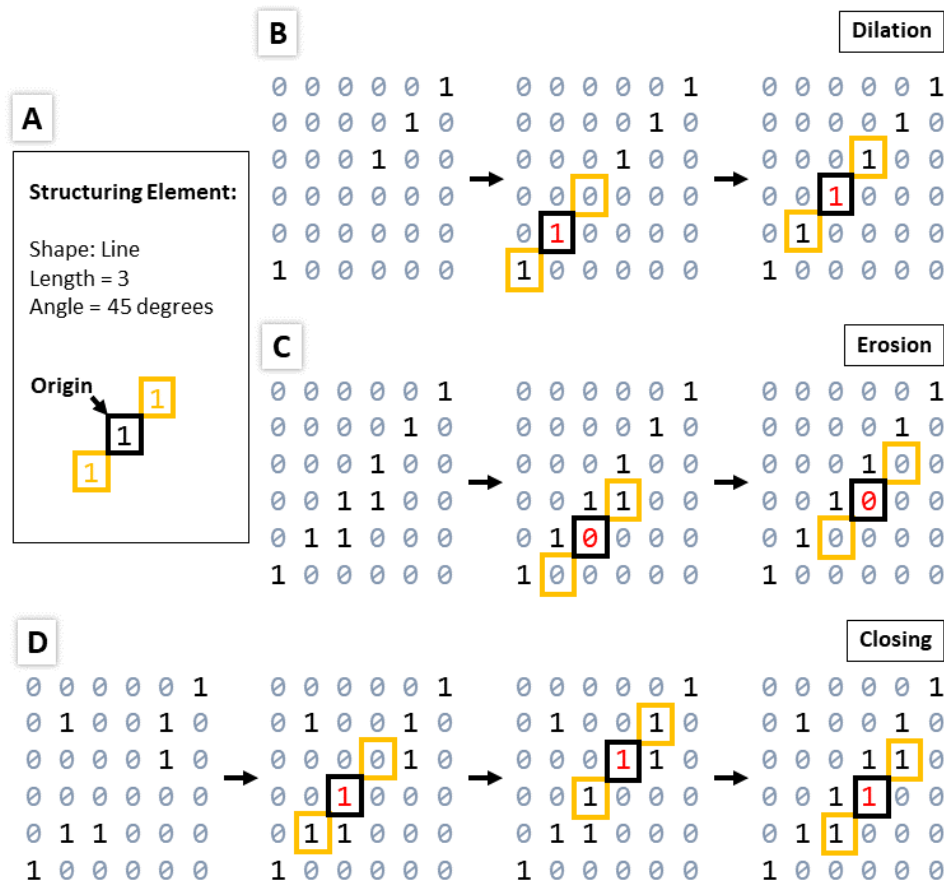 A
Structuring Element:
Shape: Line
Length = 3
Angle = 45 degrees
Origin
1
1
1
B
Dilation
0 0 0 0 0 1 0 0 0 0 0 1 0 0 0 0 0 1
0 0 0 0 1 0 0 0 0 0 1 0 0 0 0 0 1 0
0 0 0 1 0 0 0 0 0 1 0 0 0 0 0 1 0 0
0 0 0 0 0 0 0 0 0 0 0 0 0 0 1 0 0 0
0 0 0 0 0 0 0 1 0 0 0 0 0 1 0 0 0 0
1 0 0 0 0 0 1 0 0 0 0 0 1 0 0 0 0 0
C
Erosion
0 0 0 0 0 1 0 0 0 0 0 1 0 0 0 0 0 1
0 0 0 0 1 0 0 0 0 0 1 0 0 0 0 0 1 0
0 0 0 1 0 0 0 0 0 1 0 0 0 0 0 1 0 0
0 0 1 1 0 0 0 0 1 1 0 0 0 0 1 0 0 0
0 1 1 0 0 0 0 1 0 0 0 0 0 1 0 0 0 0
1 0 0 0 0 0 1 0 0 0 0 0 1 0 0 0 0 0
D
Closing
0 0 0 0 0 1 0 0 0 0 0 1 0 0 0 0 0 1 0 0 0 0 0 1
0 1 0 0 1 0 0 1 0 0 1 0 0 1 0 0 1 0 0 1 0 0 1 0
0 0 0 0 1 0 0 0 0 0 1 0 0 0 0 1 1 0 0 0 0 1 1 0
0 0 0 0 0 0 0 0 1 0 0 0 0 0 1 0 0 0 0 0 1 1 0 0
0 1 1 0 0 0 0 1 1 0 0 0 0 1 1 0 0 0 0 1 1 0 0 0
1 0 0 0 0 0 1 0 0 0 0 0 1 0 0 0 0 0 1 0 0 0 0 0